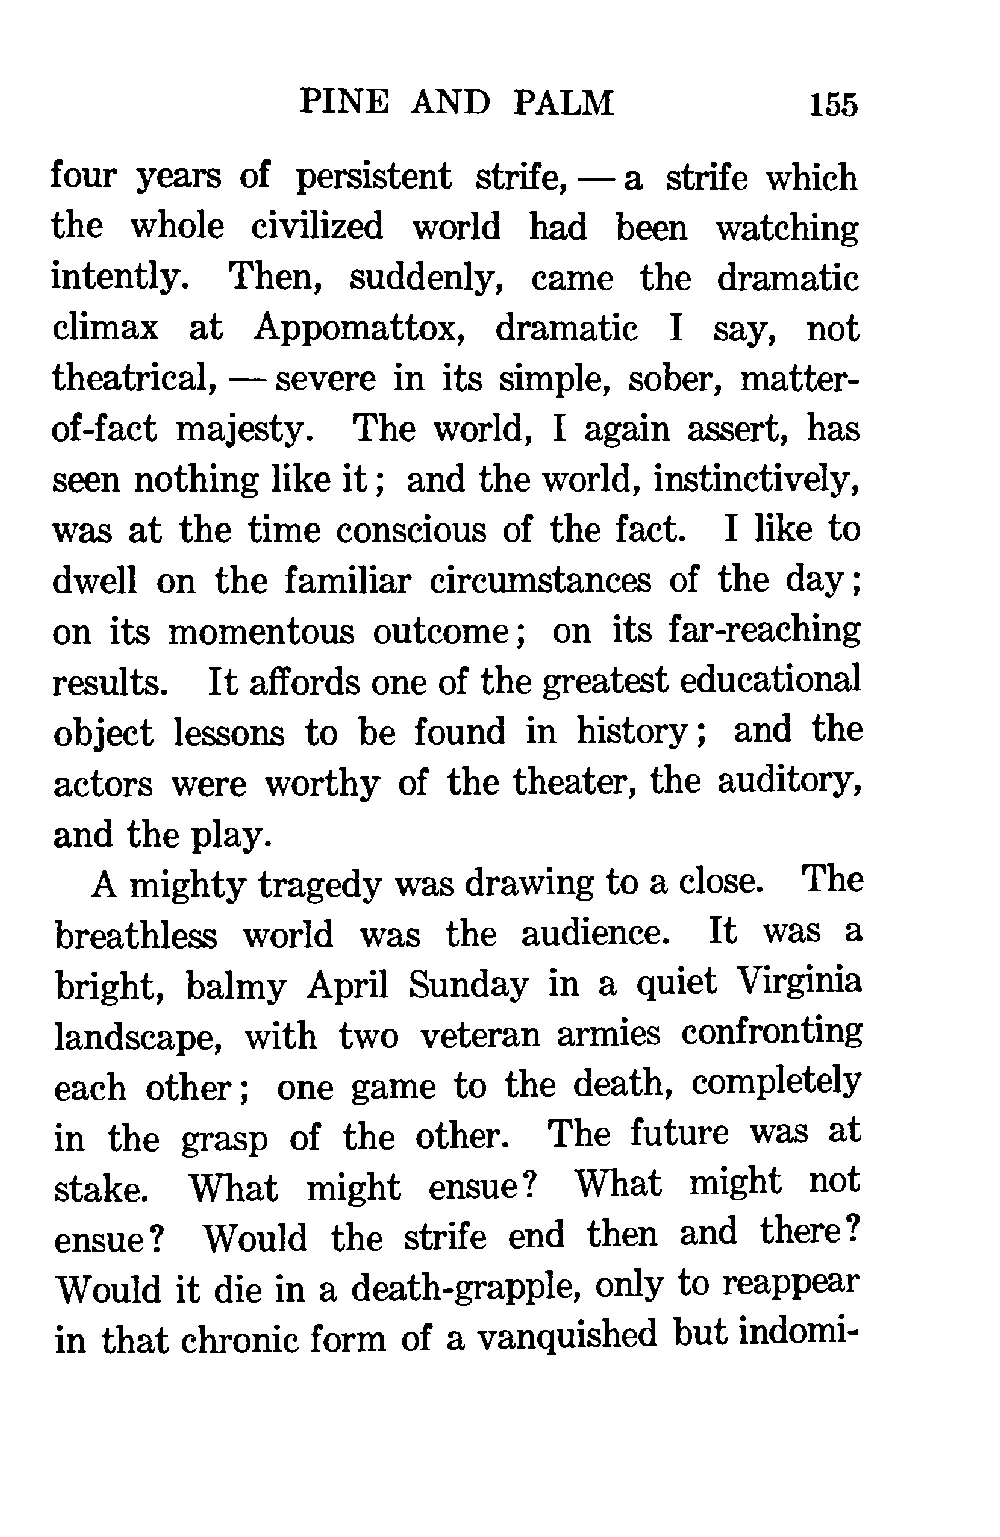 PINE AND PALM 155
four years of persistent strife, — a strife which
the whole civilized world had been watching
intently. Then, suddenly, came the dramatic
climax at Appomattox, dramatic I say, not
theatrical, — severe in its simple, sober, matter-
of-fact majesty. The world, I again assert, has
seen nothing like it; and the world, instinctively,
was at the time conscious of the fact. I like to
dwell on the familiar circumstances of the day;
on its momentous outcome; on its far-reaching
results. It affords one of the greatest educational
object lessons to be found in history; and the
actors were worthy of the theater, the auditory,
and the play.
A mighty tragedy was drawing to a close. The
breathless world was the audience. It was a
bright, balmy April Sunday in a quiet Virginia
landscape, with two veteran armies confronting
each other; one game to the death, completely
in the grasp of the other. The future was at
stake. What might ensue? What might not
ensue? Would the strife end then and there?
Would it die in a death-grapple, only to reappear
in that chronic form of a vanquished but indomi-